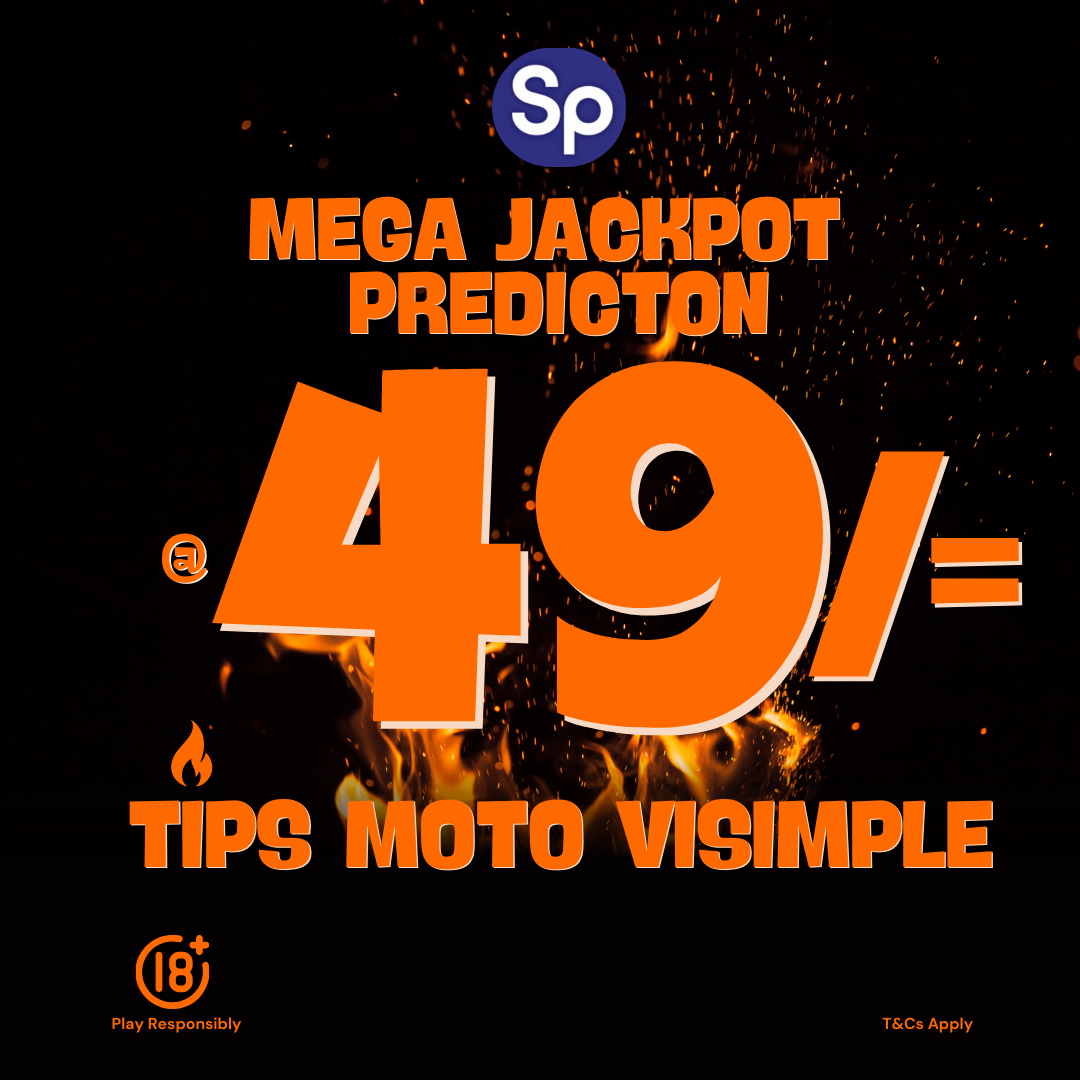 Sp
MEGA JACKPOT
PREDICTON
@ 49/=
TIPS MOTO VISIMPLE
18+
Play Responsibly
T&Cs Apply